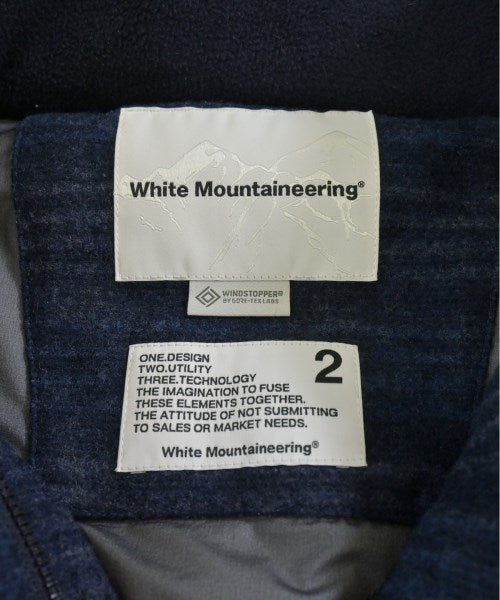 White Mountaineering®
WINDSTOPPER®
BY GORE-TEX LABS
2
ONE.DESIGN
TWO.UTILITY
THREE.TECHNOLOGY
THE IMAGINATION TO FUSE
THESE ELEMENTS TOGETHER.
THE ATTITUDE OF NOT SUBMITTING
TO SALES OR MARKET NEEDS.
White Mountaineering®